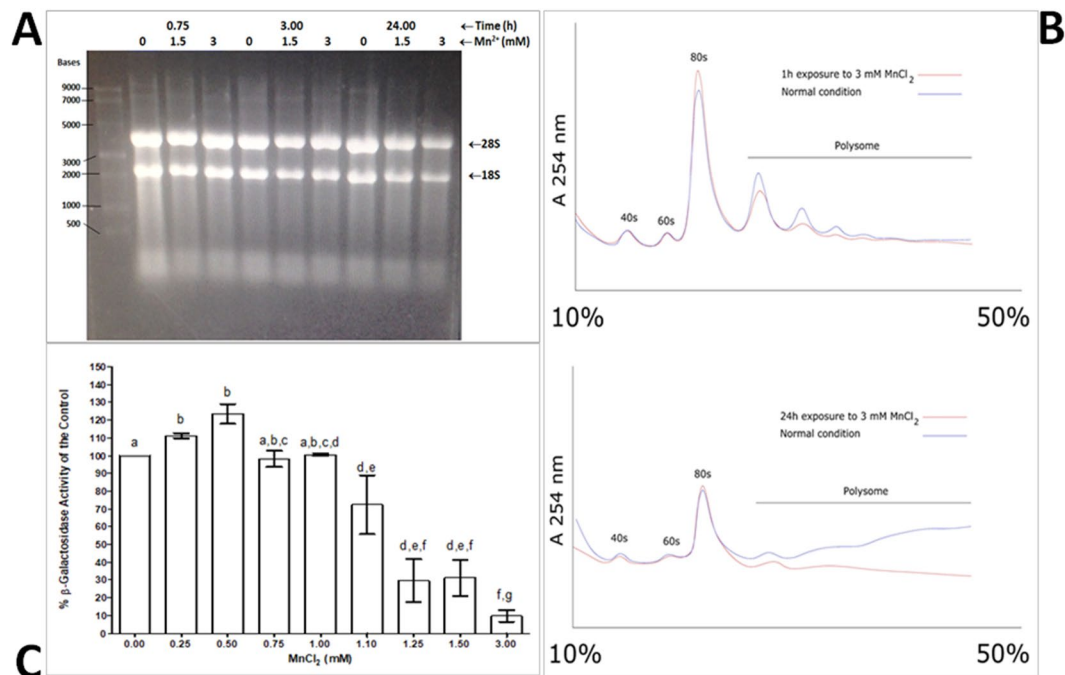 A
0.75 3.00 24.00 ←Time (h)
0 1.5 3 0 1.5 3 0 1.5 3 ←Mn²⁺(mM)
Bases
9000
7000
5000
3000
2000
1000
500
←28S
←18S
B
A 254 nm
80s
1h exposure to 3 mM MnCl₂
Normal condition
Polysome
40s 60s
10% 50%
A 254 nm
24h exposure to 3 mM MnCl₂
Normal condition
80s
Polysome
40s 60s
10% 50%
C
% β-Galactosidase Activity of the Control
150
140
130
120
110
100
90
80
70
60
50
40
30
20
10
0
a b b a,b,c a,b,c,d d,e d,e,f d,e,f f,g
0.00 0.25 0.50 0.75 1.00 1.10 1.25 1.50 3.00
MnCl₂ (mM)